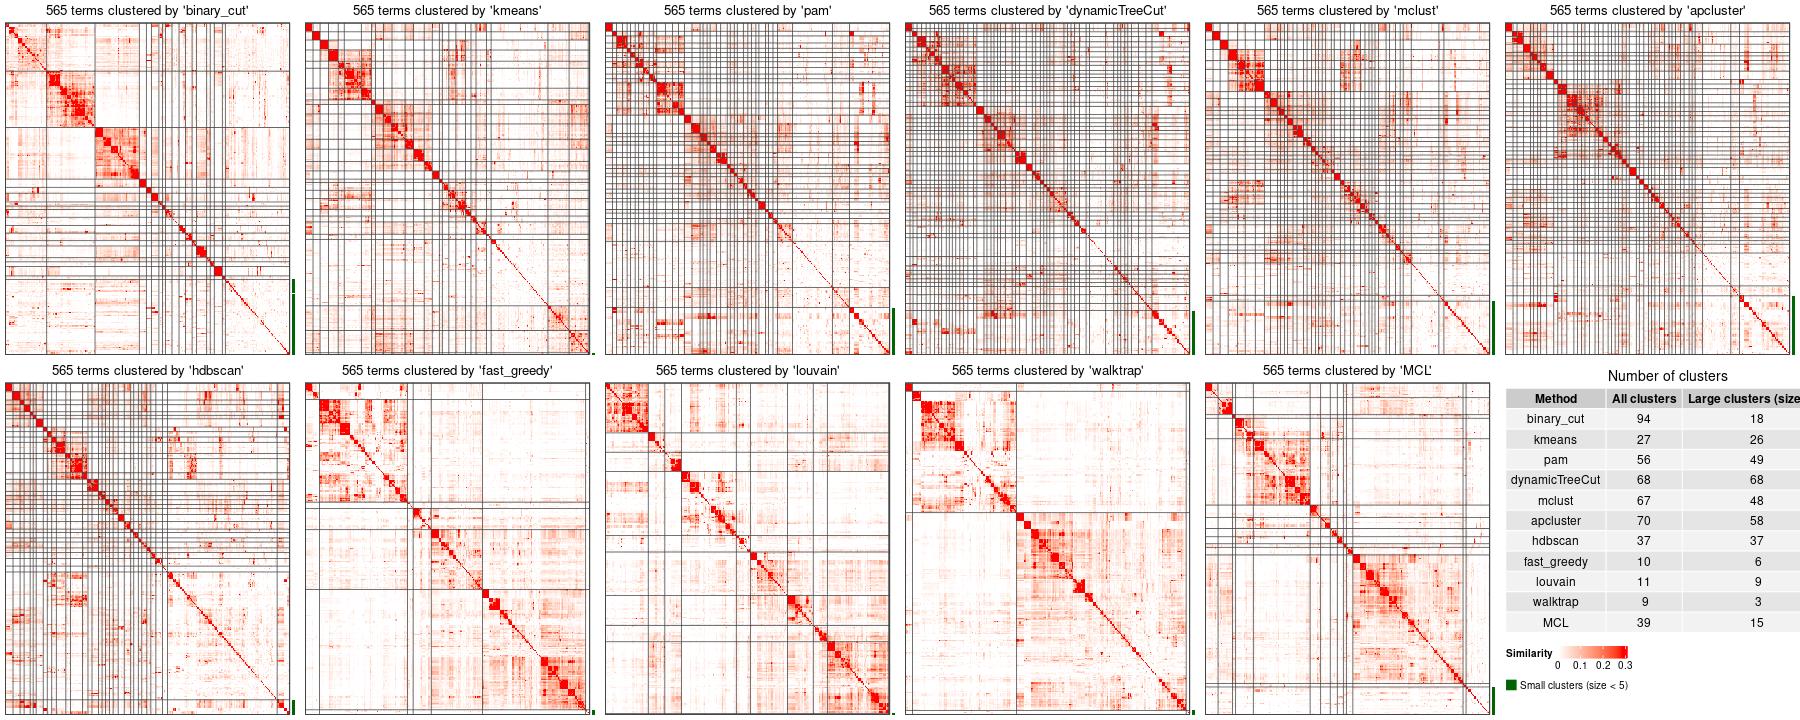 565 terms clustered by 'binary_cut'
565 terms clustered by 'kmeans'
565 terms clustered by 'pam'
565 terms clustered by 'dynamicTreeCut'
565 terms clustered by 'mclust'
565 terms clustered by 'apcluster'
565 terms clustered by 'hdbscan'
565 terms clustered by 'fast_greedy'
565 terms clustered by 'louvain'
565 terms clustered by 'walktrap'
565 terms clustered by 'MCL'
Number of clusters
Method All clusters Large clusters (size
binary_cut 94 18
kmeans 27 26
pam 56 49
dynamicTreeCut 68 68
mclust 67 48
apcluster 70 58
hdbscan 37 37
fast_greedy 10 6
louvain 11 9
walktrap 9 3
MCL 39 15
Similarity
0 0.1 0.2 0.3
Small clusters (size < 5)